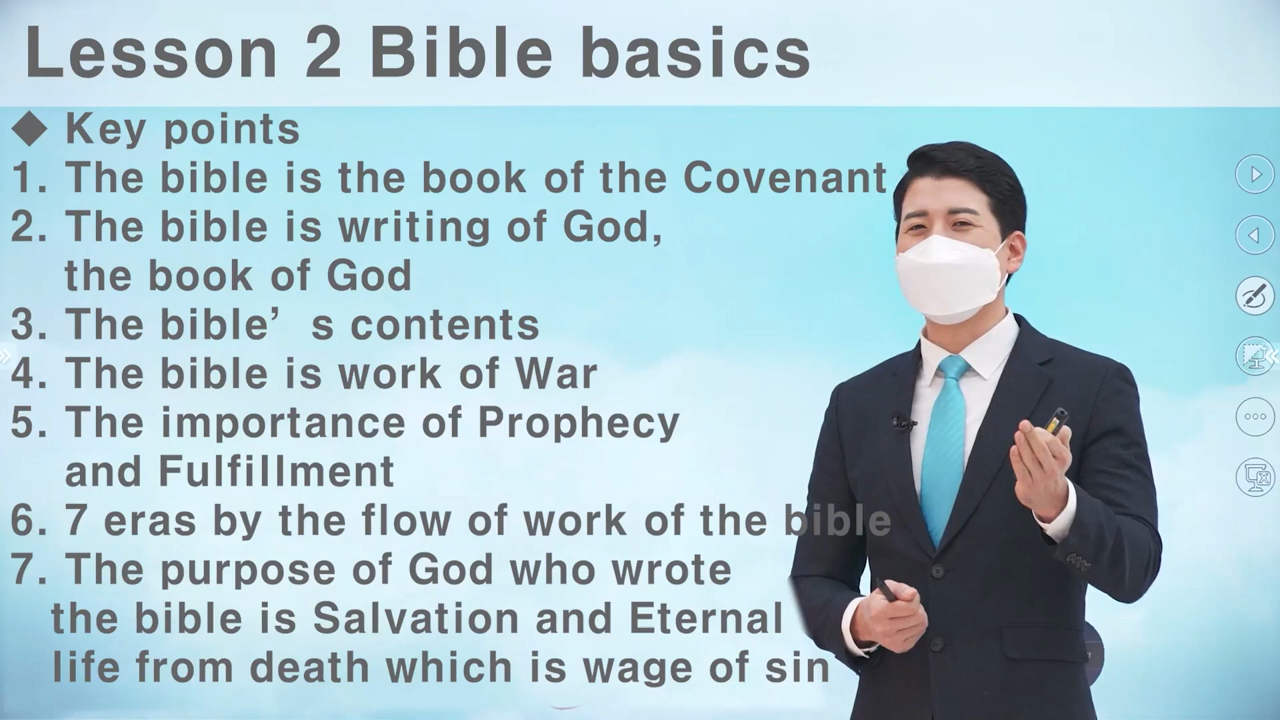 Lesson 2 Bible basics
◆ Key points
1. The bible is the book of the Covenant
2. The bible is writing of God,
the book of God
3. The bible’s contents
4. The bible is work of War
5. The importance of Prophecy
and Fulfillment
6. 7 eras by the flow of work of the bible
7. The purpose of God who wrote
the bible is Salvation and Eternal
life from death which is wage of sin